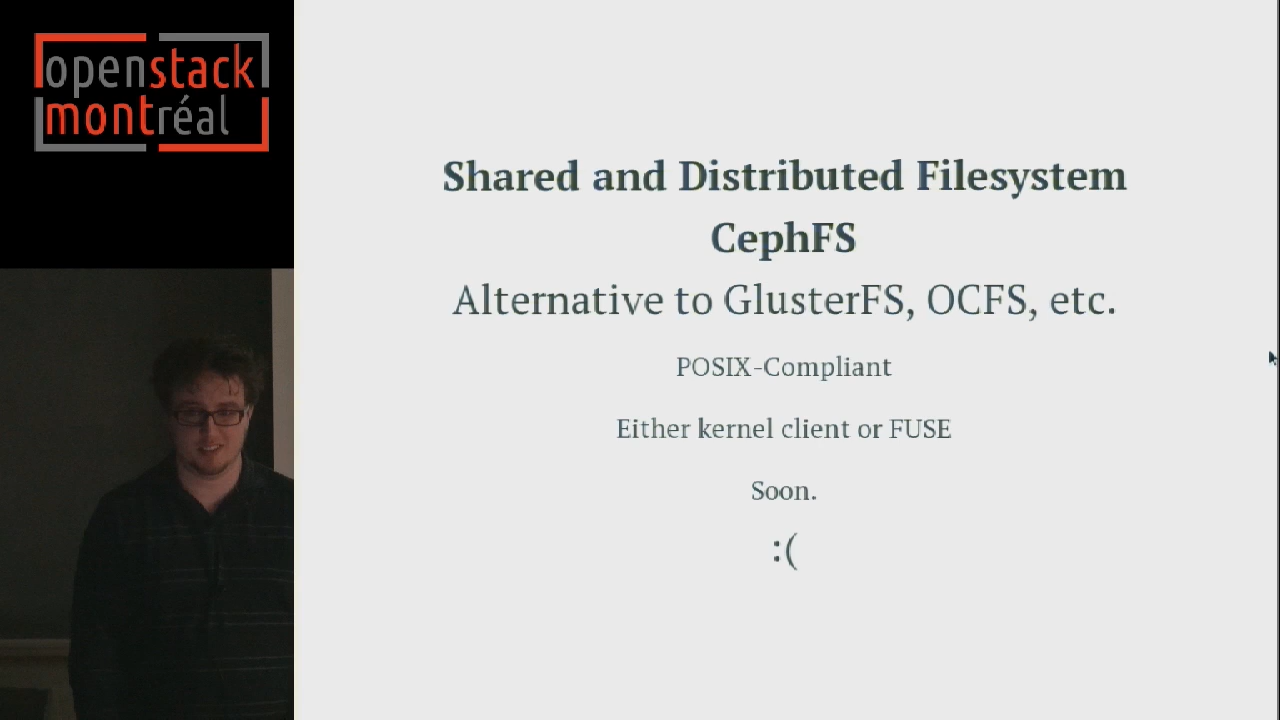 openstack
montréal
Shared and Distributed Filesystem
CephFS
Alternative to GlusterFS, OCFS, etc.
POSIX-Compliant
Either kernel client or FUSE
Soon.
:(